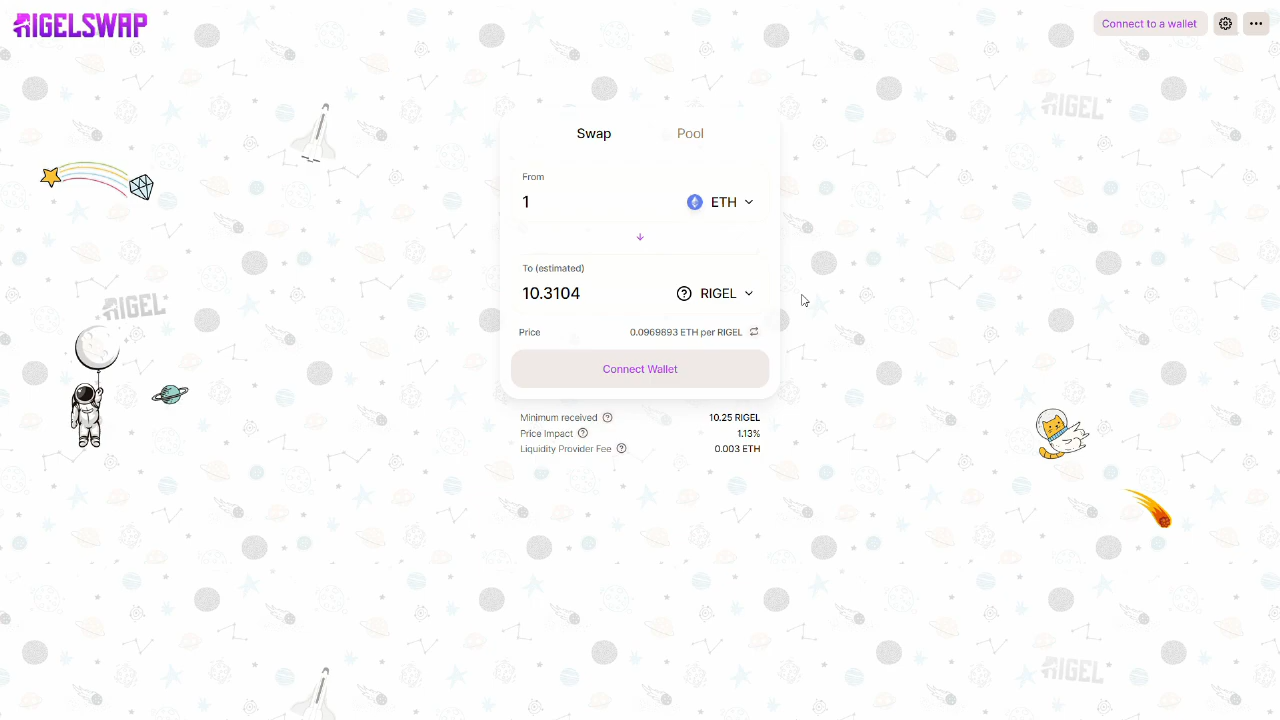 RIGELSWAP
Connect to a wallet
RIGEL
Swap
Pool
From
1
ETH
To (estimated)
10.3104
RIGEL
RIGEL
Price
0.0969893 ETH per RIGEL
Connect Wallet
Minimum received
10.25 RIGEL
Price Impact
1.13%
Liquidity Provider Fee
0.003 ETH
RIGEL